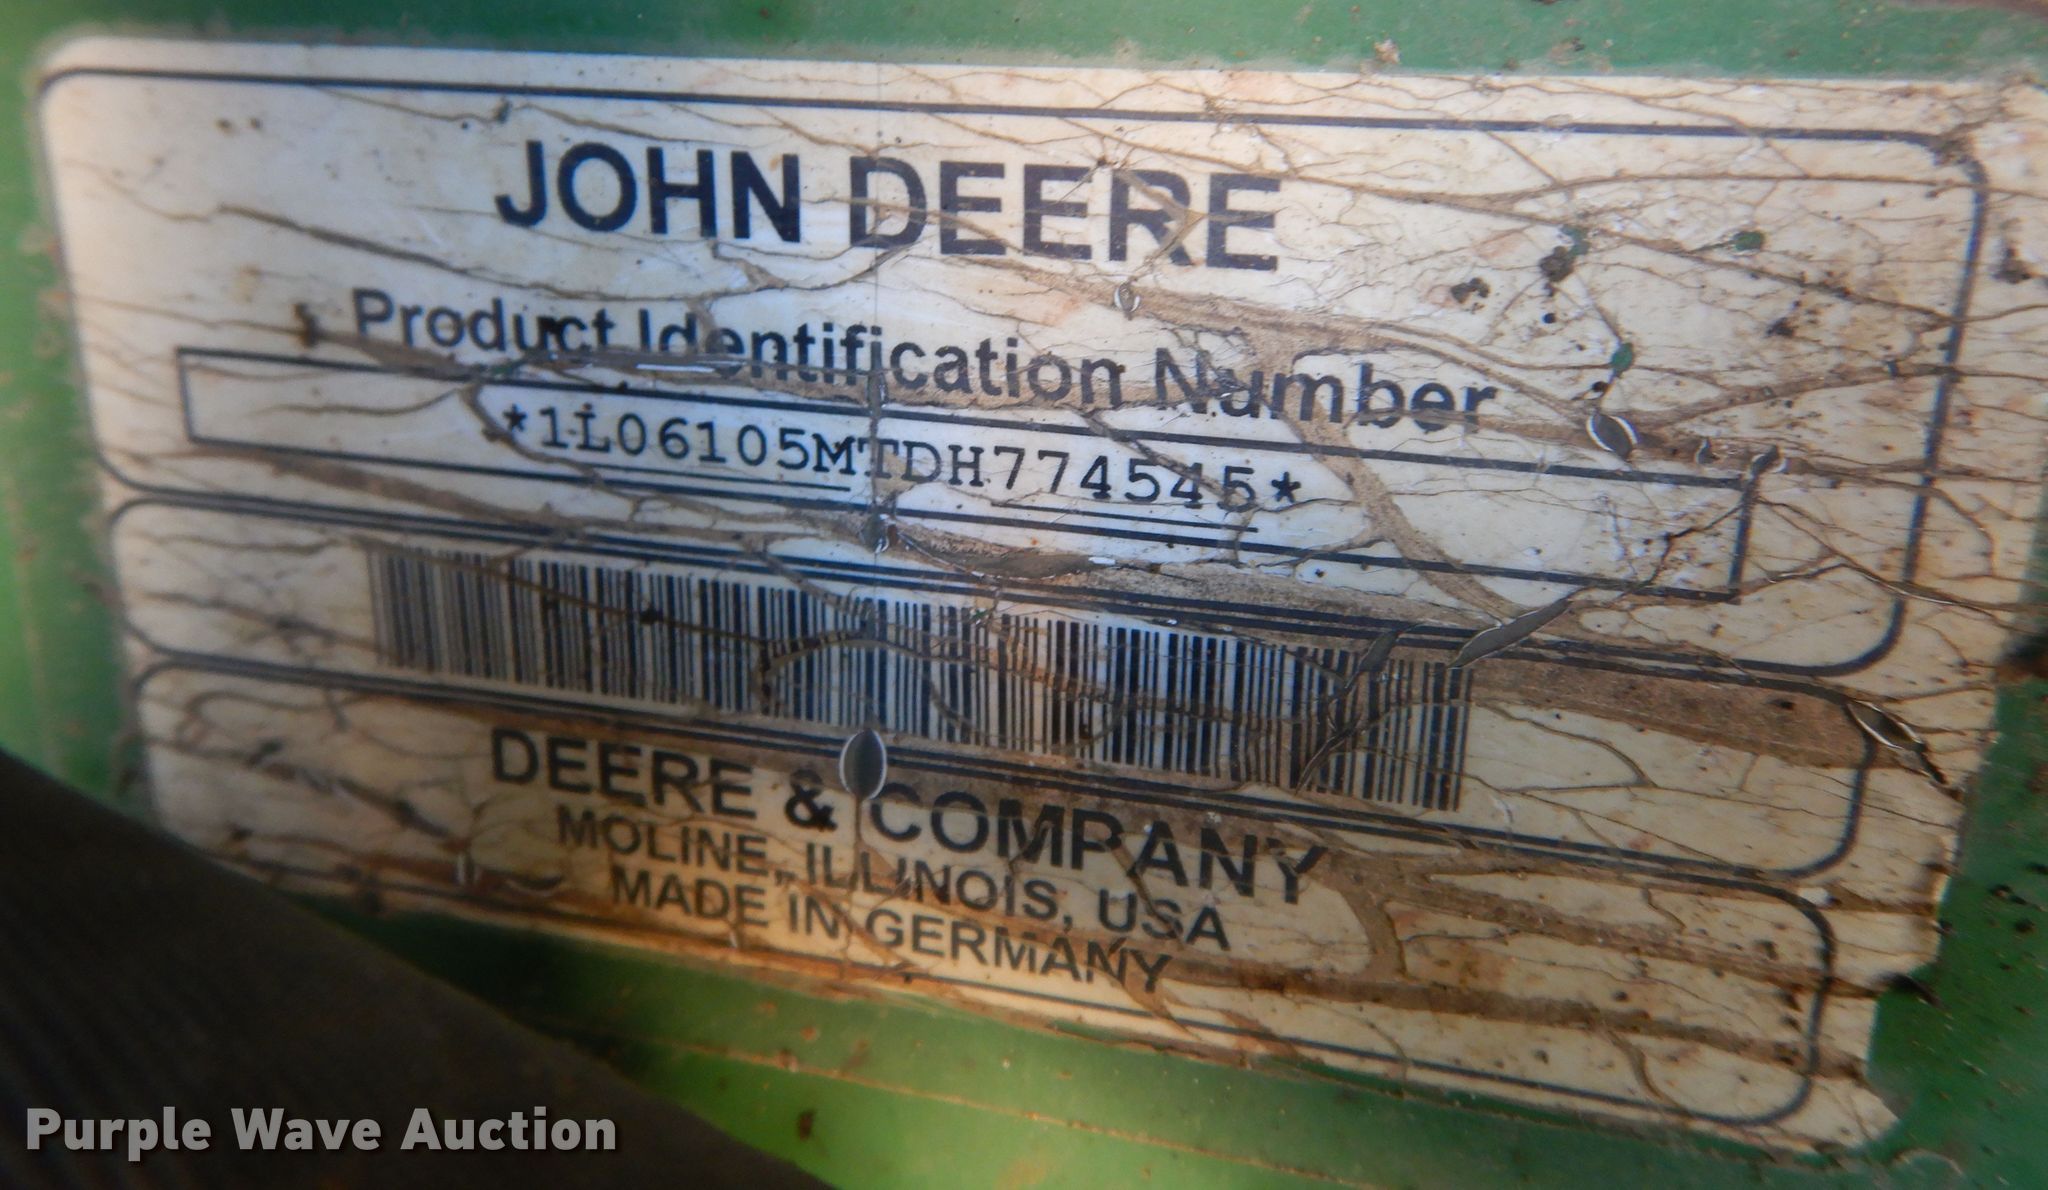 JOHN DEERE
Product Identification Number
*1L06105MTDH774545*
DEERE & COMPANY
MOLINE, ILLINOIS, USA
MADE IN GERMANY
Purple Wave Auction